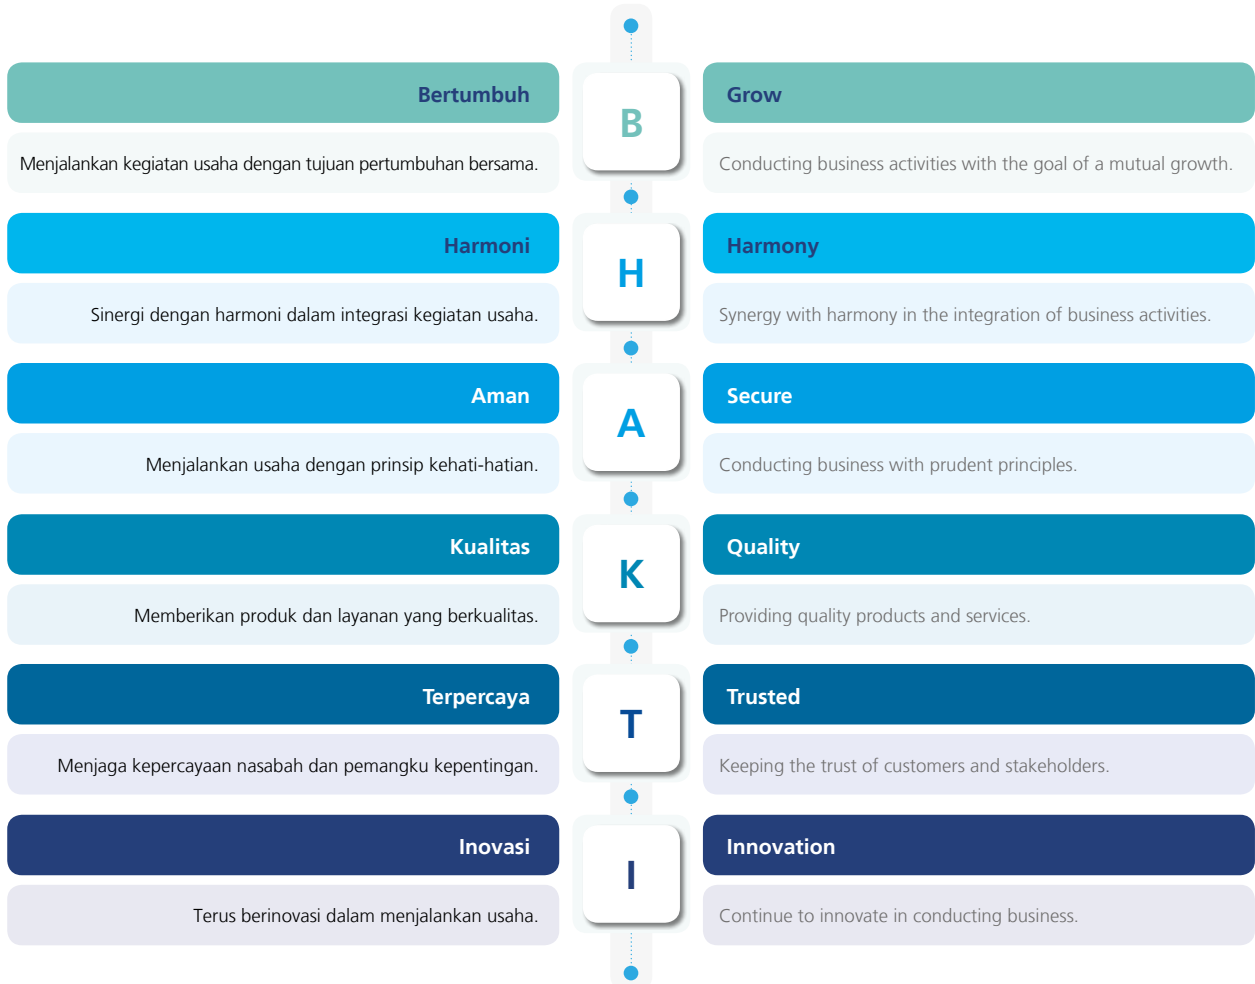 Bertumbuh
B
Grow
Menjalankan kegiatan usaha dengan tujuan pertumbuhan bersama.
Conducting business activities with the goal of a mutual growth.
Harmoni
H
Harmony
Sinergi dengan harmoni dalam integrasi kegiatan usaha.
Synergy with harmony in the integration of business activities.
Aman
A
Secure
Menjalankan usaha dengan prinsip kehati-hatian.
Conducting business with prudent principles.
Kualitas
K
Quality
Memberikan produk dan layanan yang berkualitas.
Providing quality products and services.
Terpercaya
T
Trusted
Menjaga kepercayaan nasabah dan pemangku kepentingan.
Keeping the trust of customers and stakeholders.
Inovasi
I
Innovation
Terus berinovasi dalam menjalankan usaha.
Continue to innovate in conducting business.